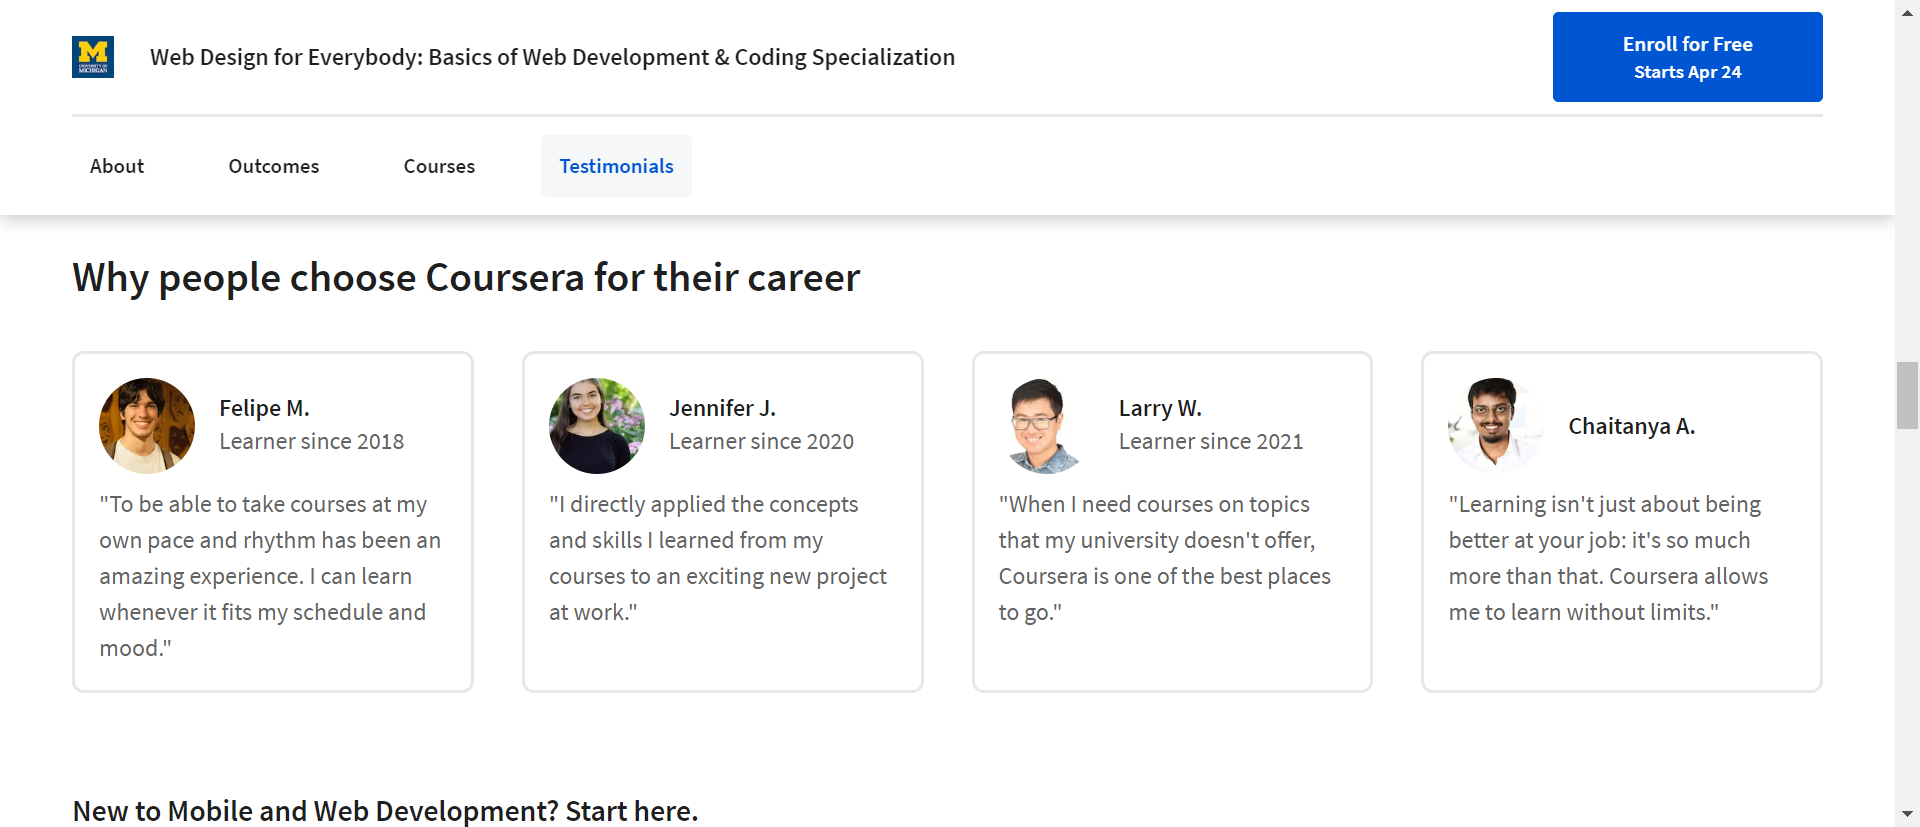 M
UNIVERSITY OF
MICHIGAN
Web Design for Everybody: Basics of Web Development & Coding Specialization
Enroll for Free
Starts Apr 24
About
Outcomes
Courses
Testimonials
Why people choose Coursera for their career
Felipe M.
Learner since 2018
"To be able to take courses at my
own pace and rhythm has been an
amazing experience. I can learn
whenever it fits my schedule and
mood."
Jennifer J.
Learner since 2020
"I directly applied the concepts
and skills I learned from my
courses to an exciting new project
at work."
Larry W.
Learner since 2021
"When I need courses on topics
that my university doesn't offer,
Coursera is one of the best places
to go."
Chaitanya A.
"Learning isn't just about being
better at your job: it's so much
more than that. Coursera allows
me to learn without limits."
New to Mobile and Web Development? Start here.